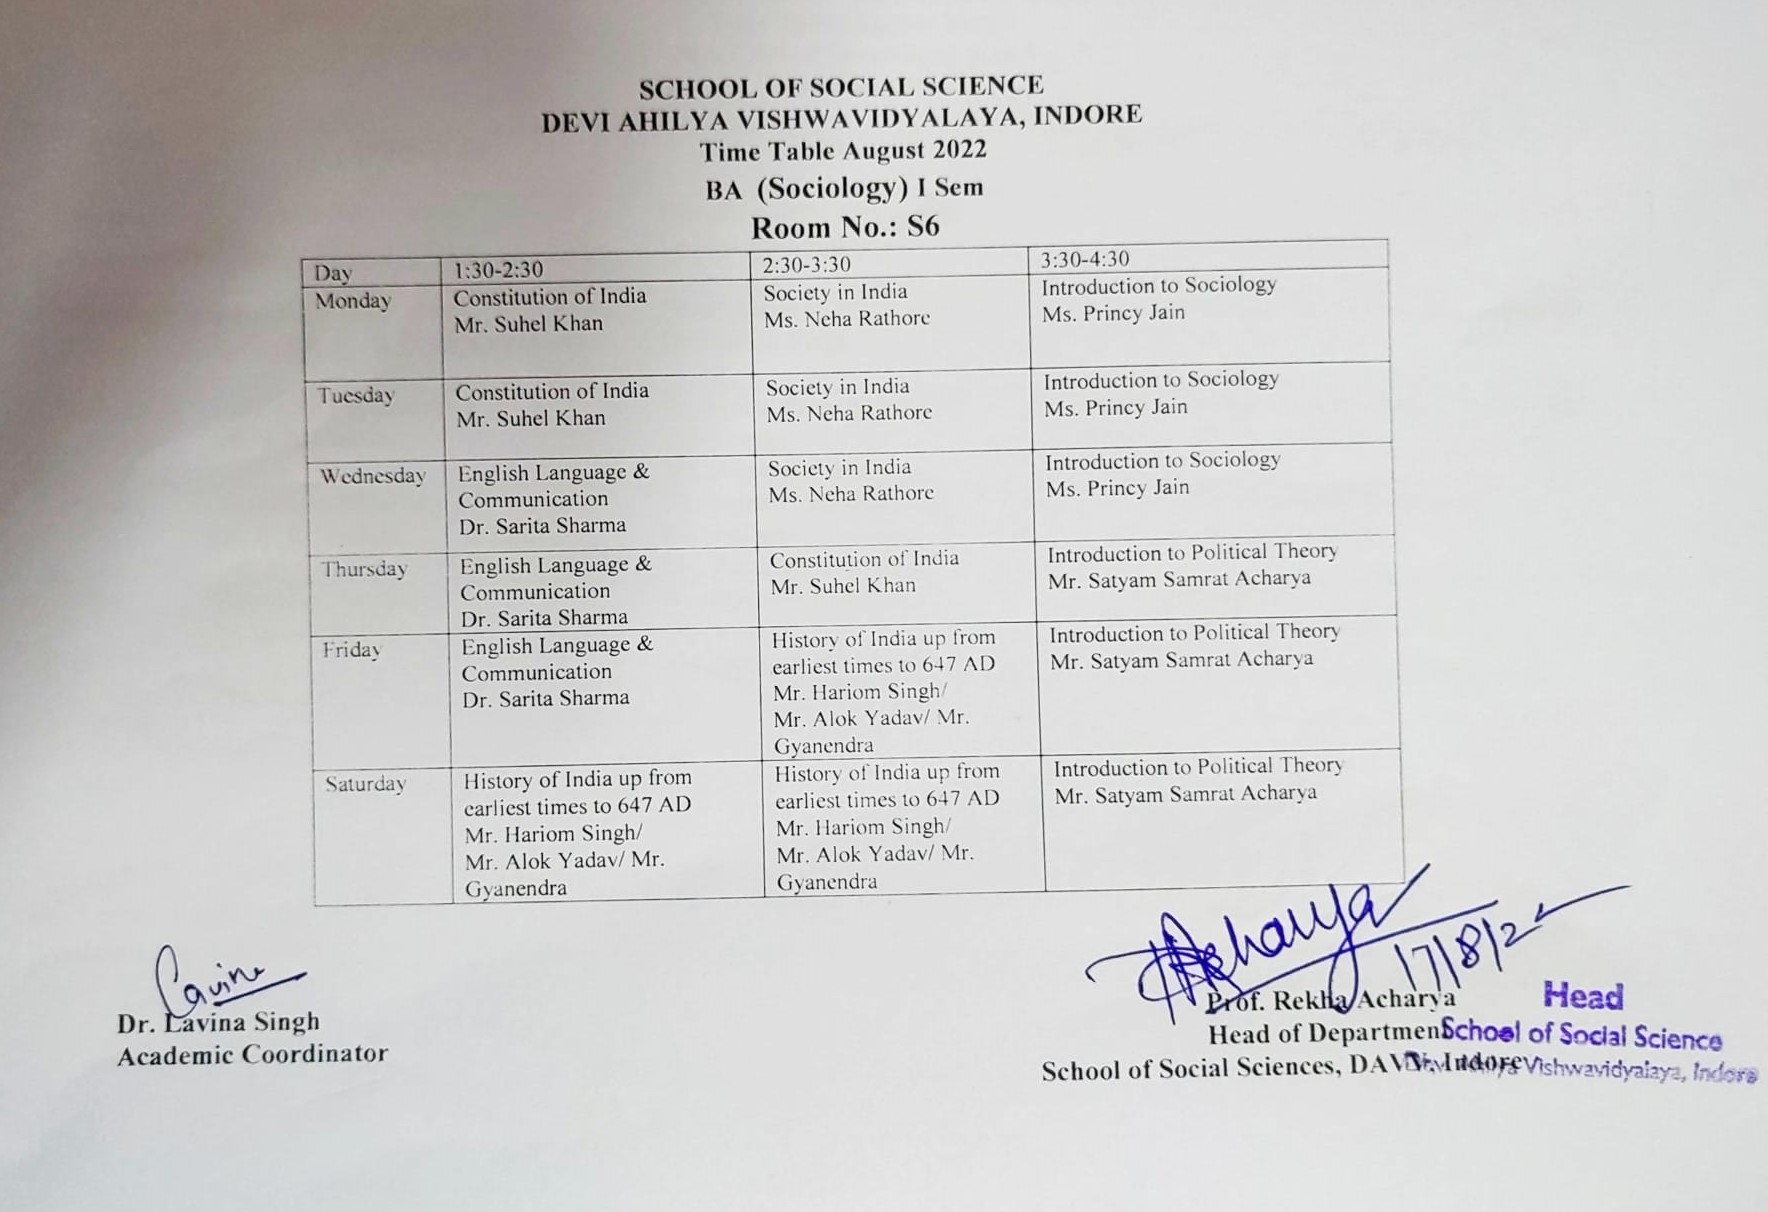 SCHOOL OF SOCIAL SCIENCE
DEVI AHILYA VISHWAVIDYALAYA, INDORE
Time Table August 2022
BA (Sociology) I Sem
Room No.: S6
Day 1:30-2:30 2:30-3:30 3:30-4:30
Monday
Constitution of India
Mr. Suhel Khan
Society in India
Ms. Neha Rathore
Introduction to Sociology
Ms. Princy Jain
Tuesday
Constitution of India
Mr. Suhel Khan
Society in India
Ms. Neha Rathore
Introduction to Sociology
Ms. Princy Jain
Wednesday
English Language &
Communication
Dr. Sarita Sharma
Society in India
Ms. Neha Rathore
Introduction to Sociology
Ms. Princy Jain
Thursday
English Language &
Communication
Dr. Sarita Sharma
Constitution of India
Mr. Suhel Khan
Introduction to Political Theory
Mr. Satyam Samrat Acharya
Friday
English Language &
Communication
Dr. Sarita Sharma
History of India up from
earliest times to 647 AD
Mr. Hariom Singh/
Mr. Alok Yadav/ Mr.
Gyanendra
Introduction to Political Theory
Mr. Satyam Samrat Acharya
Saturday
History of India up from
earliest times to 647 AD
Mr. Hariom Singh/
Mr. Alok Yadav/ Mr.
Gyanendra
History of India up from
earliest times to 647 AD
Mr. Hariom Singh/
Mr. Alok Yadav/ Mr.
Gyanendra
Introduction to Political Theory
Mr. Satyam Samrat Acharya
Lavina
Dr. Lavina Singh
Academic Coordinator
Acharya
17/8/22
Prof. Rekha Acharya
Head of Department
School of Social Sciences, DAVV, Indore
Head
School of Social Science
Vishwavidyalaya, Indore